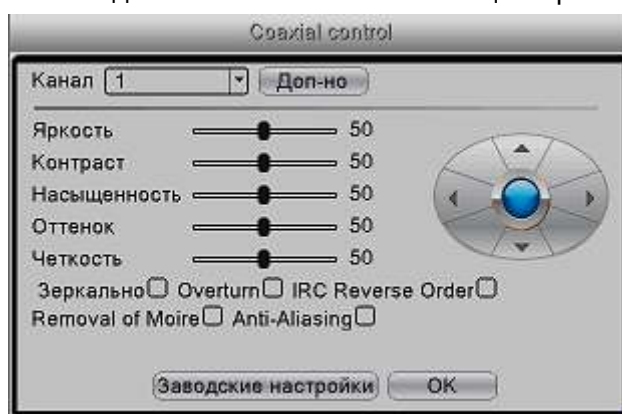 Coaxial control
Канал 1 Доп-но
Яркость 50
Контраст 50
Насыщенность 50
Оттенок 50
Четкость 50
Зеркально Overturn IRC Reverse Order
Removal of Moire Anti-Aliasing
Заводские настройки OK